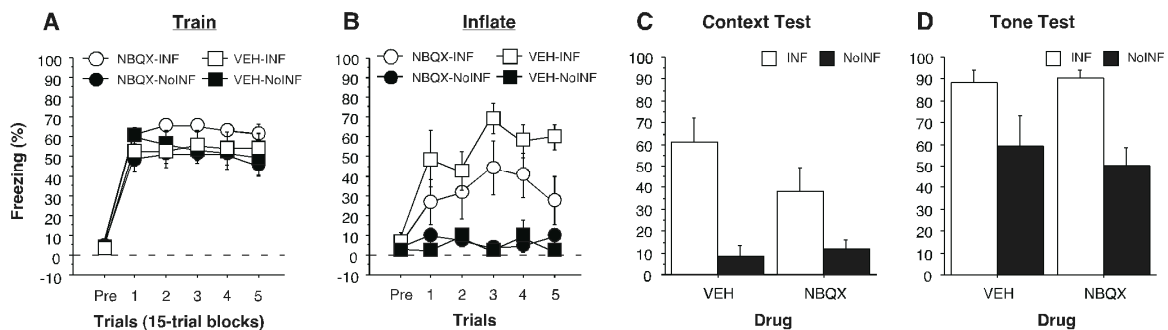 A Train
NBQX-INF VEH-INF
NBQX-NoINF VEH-NoINF
Freezing (%)
100
90
80
70
60
50
40
30
20
10
0
-10
Pre 1 2 3 4 5
Trials (15-trial blocks)
B Inflate
NBQX-INF VEH-INF
NBQX-NoINF VEH-NoINF
100
90
80
70
60
50
40
30
20
10
0
-10
Pre 1 2 3 4 5
Trials
C Context Test
INF NoINF
100
90
80
70
60
50
40
30
20
10
0
VEH NBQX
Drug
D Tone Test
INF NoINF
100
90
80
70
60
50
40
30
20
10
0
VEH NBQX
Drug